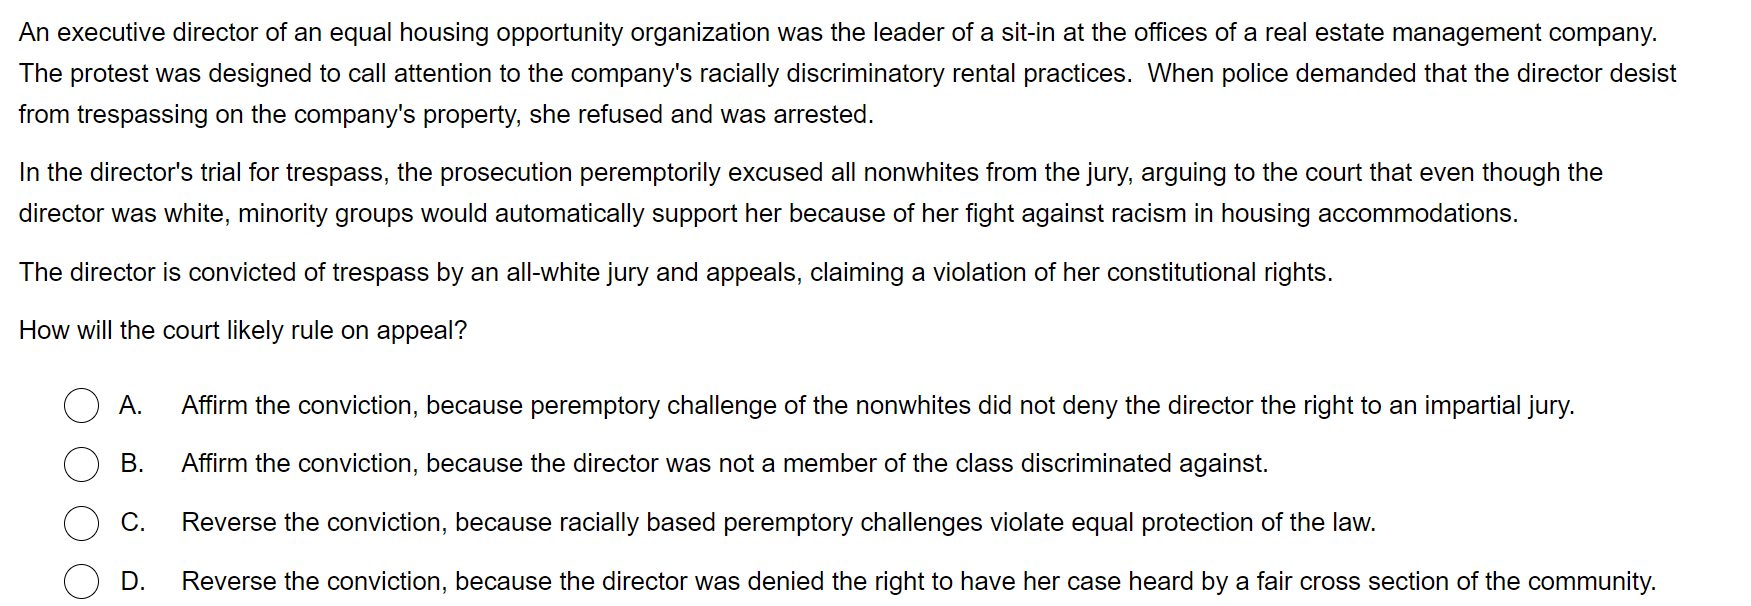 An executive director of an equal housing opportunity organization was the leader of a sit-in at the offices of a real estate management company.
The protest was designed to call attention to the company's racially discriminatory rental practices.  When police demanded that the director desist
from trespassing on the company's property, she refused and was arrested.
In the director's trial for trespass, the prosecution peremptorily excused all nonwhites from the jury, arguing to the court that even though the
director was white, minority groups would automatically support her because of her fight against racism in housing accommodations.
The director is convicted of trespass by an all-white jury and appeals, claiming a violation of her constitutional rights.
How will the court likely rule on appeal?
A. Affirm the conviction, because peremptory challenge of the nonwhites did not deny the director the right to an impartial jury.
B. Affirm the conviction, because the director was not a member of the class discriminated against.
C. Reverse the conviction, because racially based peremptory challenges violate equal protection of the law.
D. Reverse the conviction, because the director was denied the right to have her case heard by a fair cross section of the community.